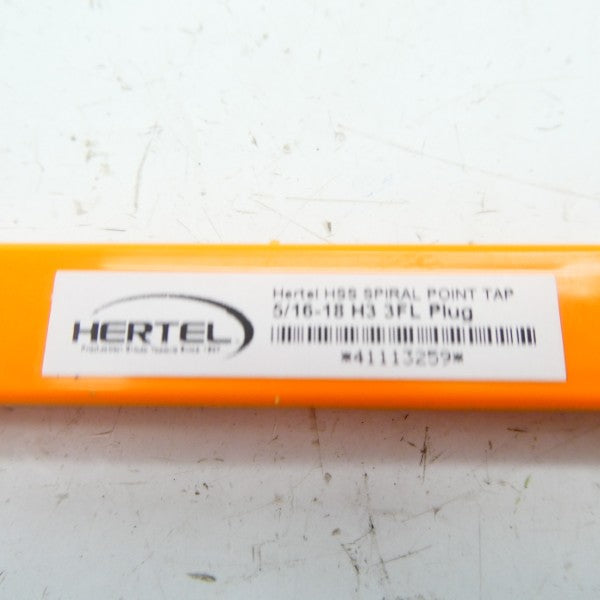 HERTEL
Hertel HSS SPIRAL POINT TAP
5/16-18 H3 3FL Plug
*41113259*